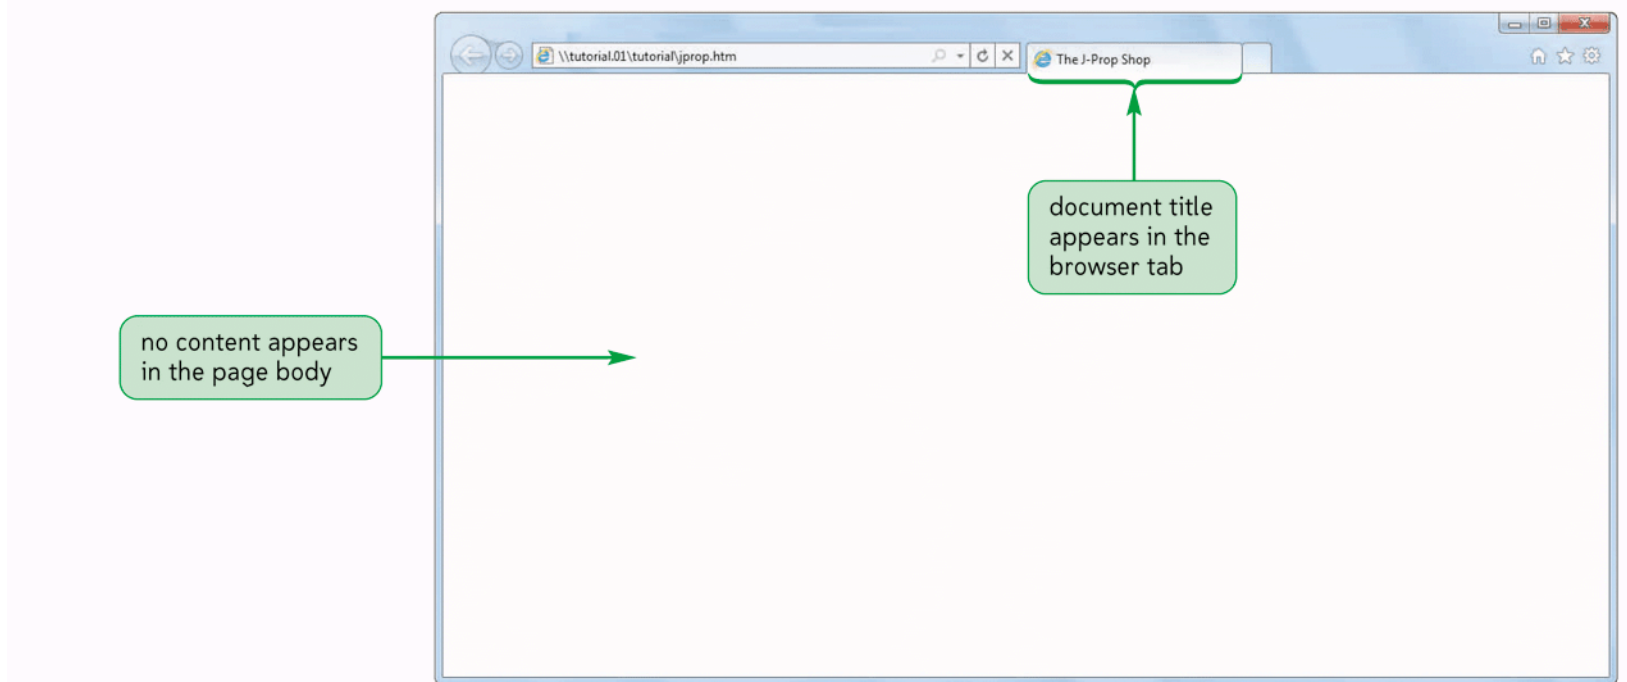 \\tutorial.01\tutorial\jprop.htm
The J-Prop Shop
document title
appears in the
browser tab
no content appears
in the page body